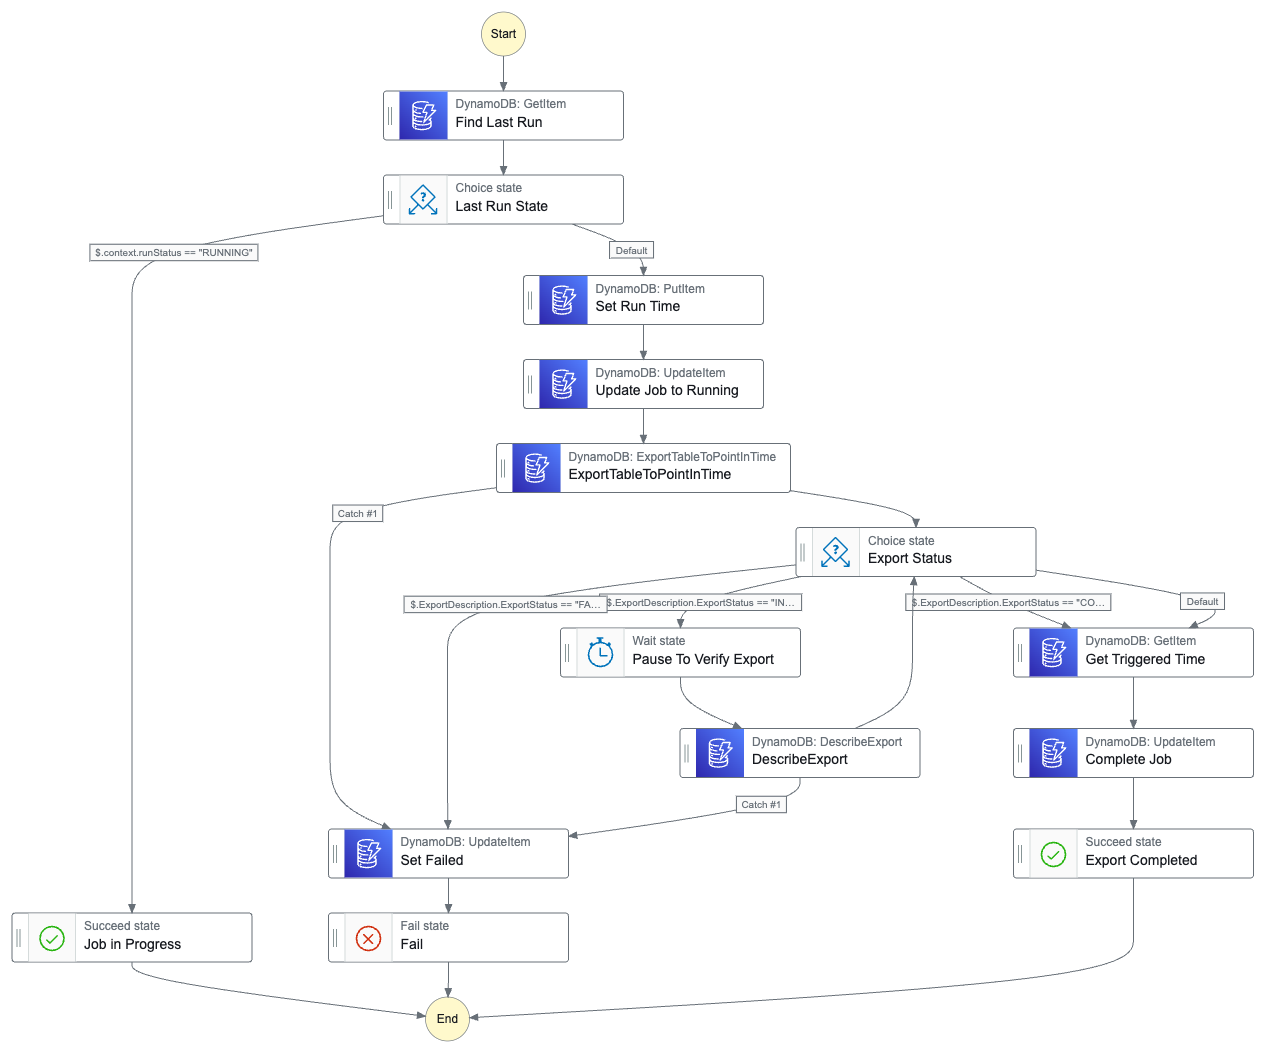 Start
DynamoDB: GetItem
Find Last Run
Choice state
Last Run State
$.context.runStatus == "RUNNING"
Default
DynamoDB: PutItem
Set Run Time
DynamoDB: UpdateItem
Update Job to Running
DynamoDB: ExportTableToPointInTime
ExportTableToPointInTime
Catch #1
Choice state
Export Status
$.ExportDescription.ExportStatus == "FA...
$.ExportDescription.ExportStatus == "IN...
$.ExportDescription.ExportStatus == "CO...
Default
Wait state
Pause To Verify Export
DynamoDB: GetItem
Get Triggered Time
DynamoDB: DescribeExport
DescribeExport
DynamoDB: UpdateItem
Complete Job
Catch #1
DynamoDB: UpdateItem
Set Failed
Succeed state
Export Completed
Succeed state
Job in Progress
Fail state
Fail
End